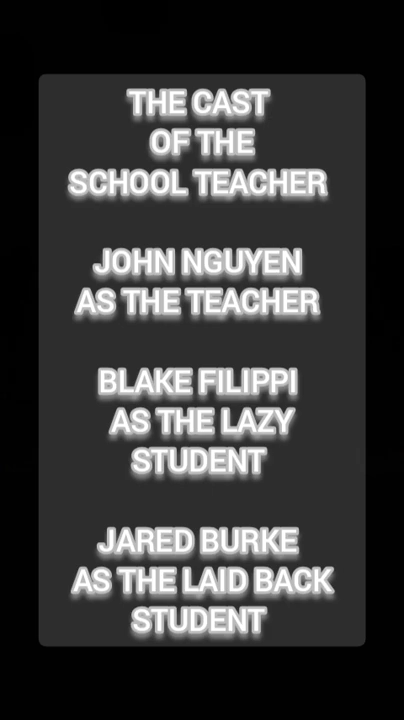 THE CAST
OF THE
SCHOOL TEACHER
JOHN NGUYEN
AS THE TEACHER
BLAKE FILIPPI
AS THE LAZY
STUDENT
JARED BURKE
AS THE LAID BACK
STUDENT